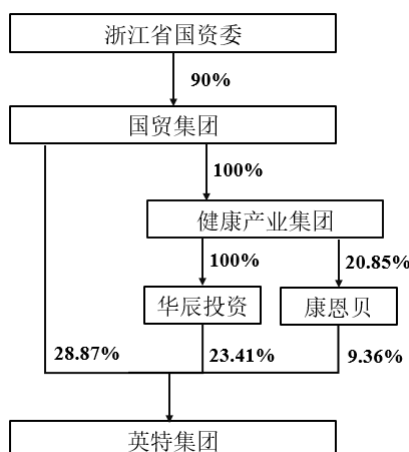 浙江省国资委
90%
国贸集团
100%
健康产业集团
100%
20.85%
华辰投资
康恩贝
28.87%
23.41%
9.36%
英特集团